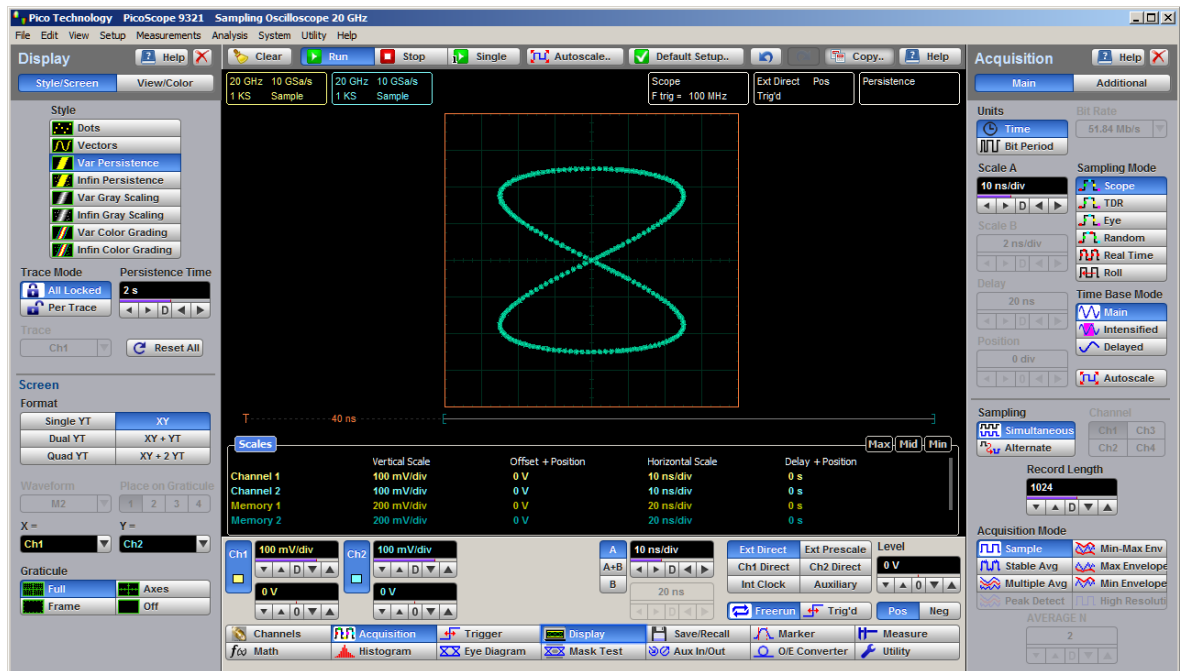 Pico Technology PicoScope 9321 Sampling Oscilloscope 20 GHz
File Edit View Setup Measurements Analysis System Utility Help
Display Help
Style/Screen View/Color
Style
Dots
Vectors
Var Persistence
Infin Persistence
Var Gray Scaling
Infin Gray Scaling
Var Color Grading
Infin Color Grading
Trace Mode Persistence Time
All Locked 2 s
Per Trace D
Trace
Ch1 Reset All
Screen
Format
Single YT XY
Dual YT XY + YT
Quad YT XY + 2 YT
Waveform Place on Graticule
M2 1 2 3 4
X = Y =
Ch1 Ch2
Graticule
Full Axes
Frame Off
Clear Run Stop Single Autoscale.. Default Setup.. Copy.. Help
20 GHz 10 GSa/s
1 KS Sample
20 GHz 10 GSa/s
1 KS Sample
Scope
F trig = 100 MHz
Ext Direct Pos
Trig'd
Persistence
T 40 ns
Scales Max Mid Min
Vertical Scale Offset + Position Horizontal Scale Delay + Position
Channel 1 100 mV/div 0 V 10 ns/div 0 s
Channel 2 100 mV/div 0 V 10 ns/div 0 s
Memory 1 200 mV/div 0 V 20 ns/div 0 s
Memory 2 200 mV/div 0 V 20 ns/div 0 s
Ch1 100 mV/div
D
0 V
0
Ch2 100 mV/div
D
0 V
0
A 10 ns/div
A+B D
B 20 ns
D
Ext Direct Ext Prescale Level
Ch1 Direct Ch2 Direct 0 V
Int Clock Auxiliary 0
Freerun Trig'd Pos Neg
Channels Acquisition Trigger Display Save/Recall Marker Measure
f(x) Math Histogram Eye Diagram Mask Test Aux In/Out O/E Converter Utility
Acquisition Help
Main Additional
Units Bit Rate
Time 51.84 Mb/s
Bit Period
Scale A Sampling Mode
10 ns/div Scope
D TDR
Scale B Eye
2 ns/div Random
D Real Time
Roll
Delay
20 ns Time Base Mode
D Main
Position Intensified
0 div Delayed
0 Autoscale
Sampling Channel
Simultaneous Ch1 Ch3
Alternate Ch2 Ch4
Record Length
1024
D
Acquisition Mode
Sample Min-Max Env
Stable Avg Max Envelope
Multiple Avg Min Envelope
Peak Detect High Resoluti
AVERAGE N
2
D